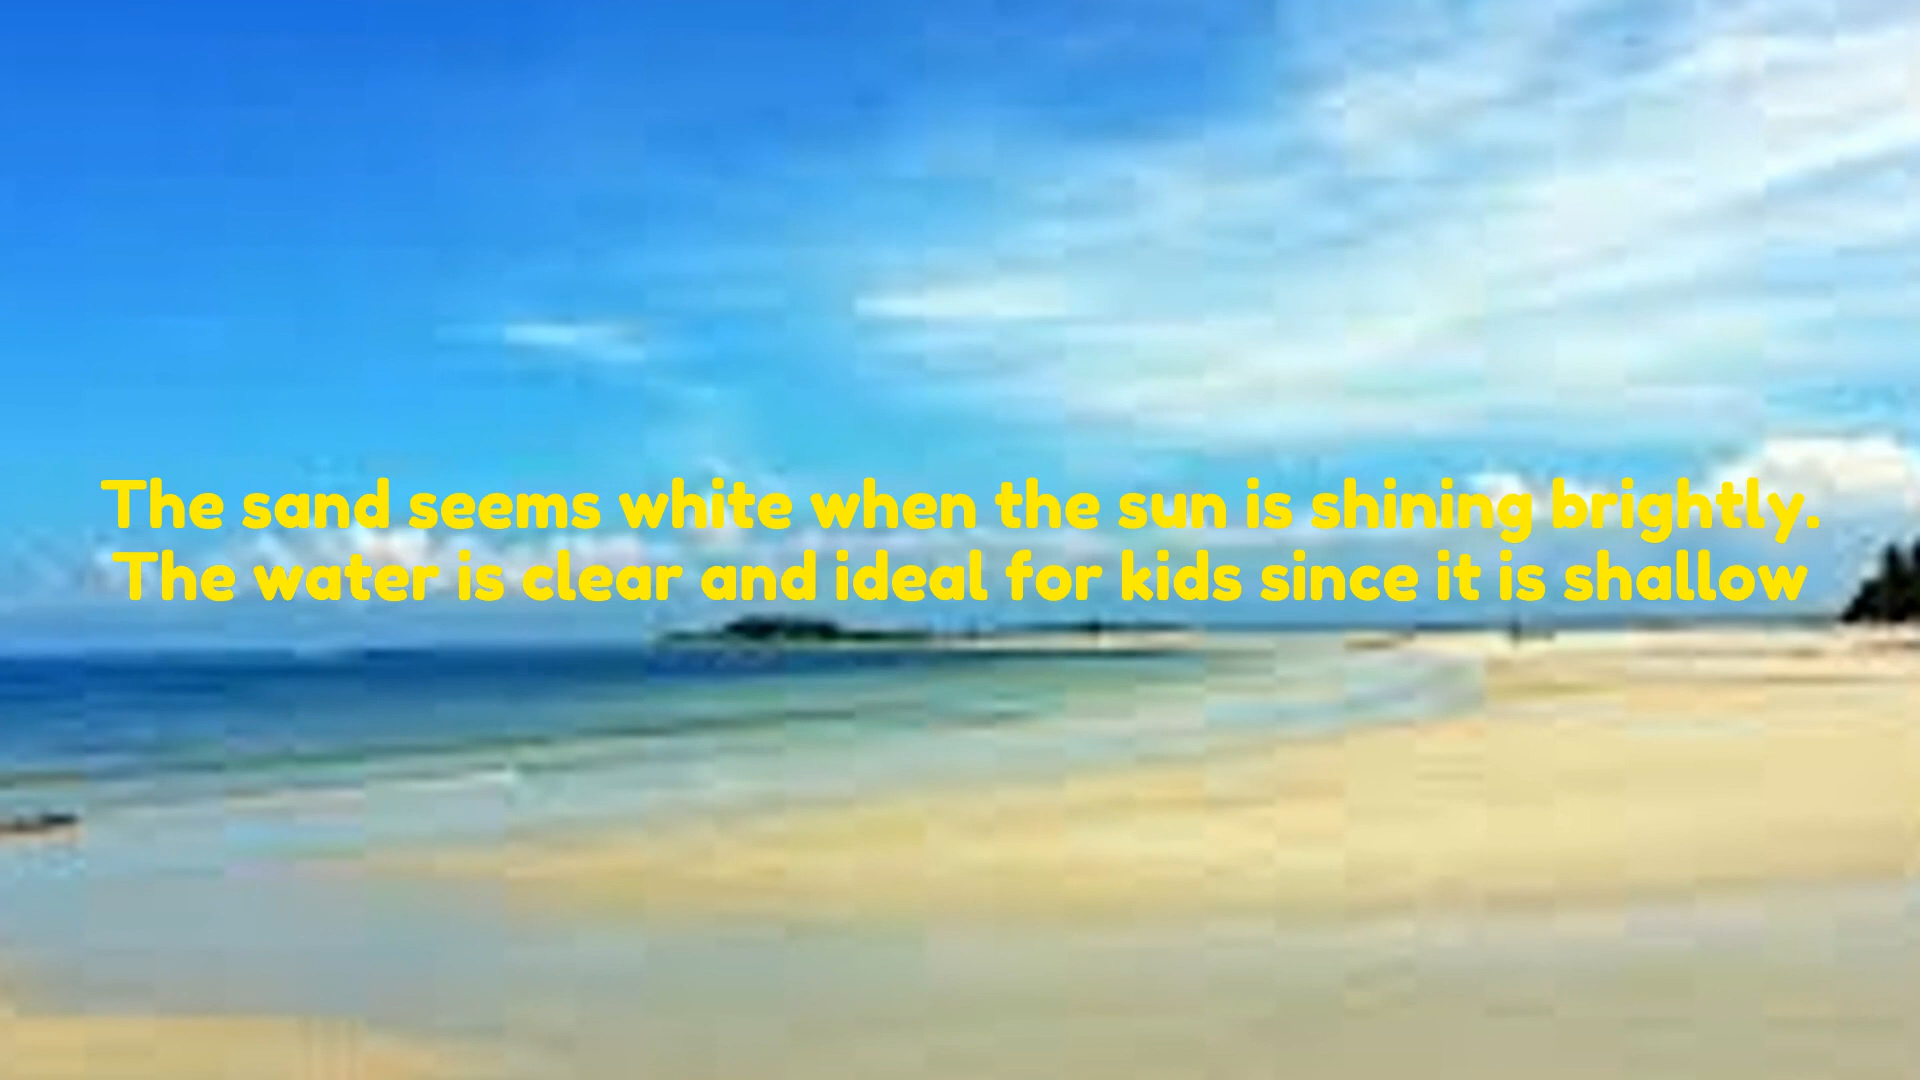 The sand seems white when the sun is shining brightly.
The water is clear and ideal for kids since it is shallow